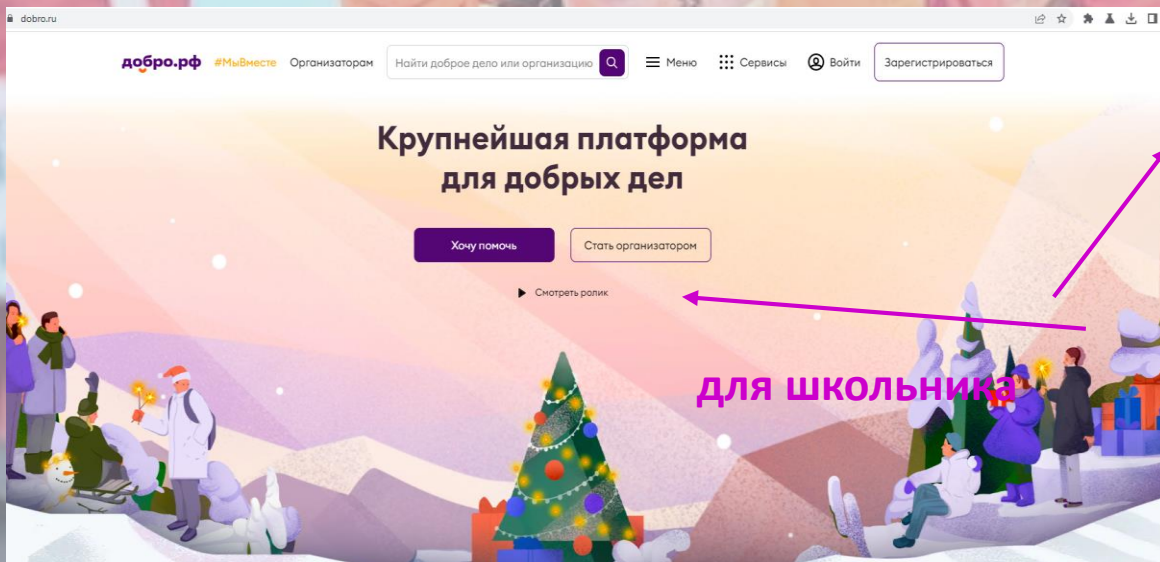 dobro.ru
добро.рф #МыВместе Организаторам Найти доброе дело или организацию Меню Сервисы Войти Зарегистрироваться
Крупнейшая платформа
для добрых дел
Хочу помочь Стать организатором
Смотреть ролик
для школьника